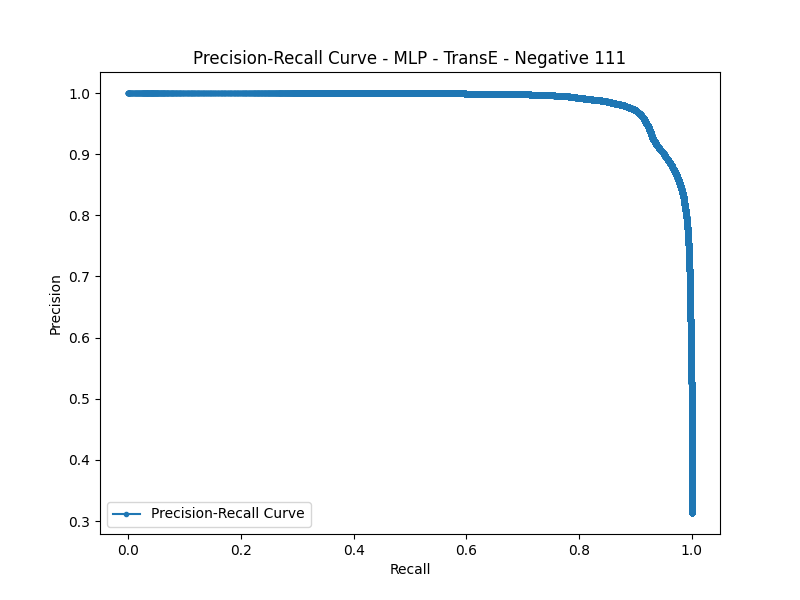 Precision-Recall Curve - MLP - TransE - Negative 111
1.0
0.9
0.8
0.7
0.6
0.5
0.4
0.3
Precision
Precision-Recall Curve
0.0 0.2 0.4 0.6 0.8 1.0
Recall